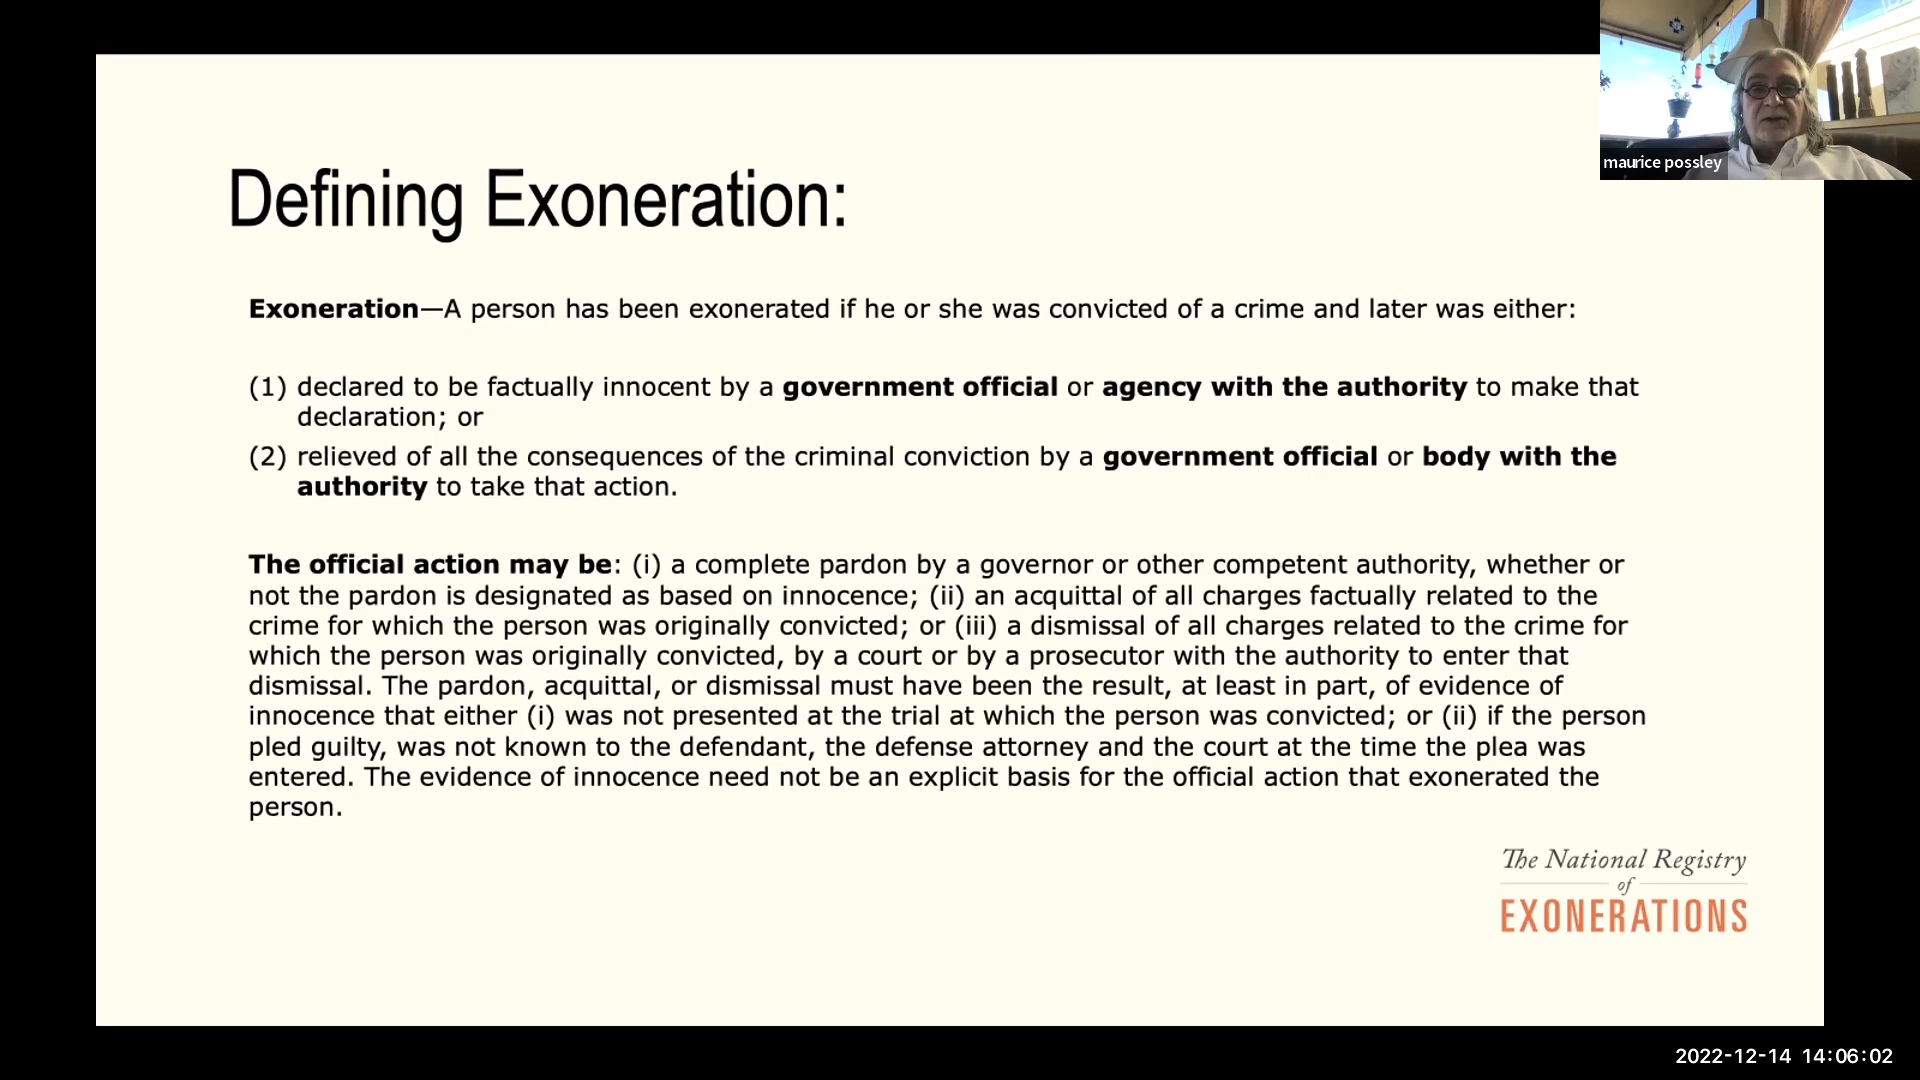 maurice possley
Defining Exoneration:
Exoneration—A person has been exonerated if he or she was convicted of a crime and later was either:
(1) declared to be factually innocent by a government official or agency with the authority to make that
declaration; or
(2) relieved of all the consequences of the criminal conviction by a government official or body with the
authority to take that action.
The official action may be: (i) a complete pardon by a governor or other competent authority, whether or
not the pardon is designated as based on innocence; (ii) an acquittal of all charges factually related to the
crime for which the person was originally convicted; or (iii) a dismissal of all charges related to the crime for
which the person was originally convicted, by a court or by a prosecutor with the authority to enter that
dismissal. The pardon, acquittal, or dismissal must have been the result, at least in part, of evidence of
innocence that either (i) was not presented at the trial at which the person was convicted; or (ii) if the person
pled guilty, was not known to the defendant, the defense attorney and the court at the time the plea was
entered. The evidence of innocence need not be an explicit basis for the official action that exonerated the
person.
The National Registry
of
EXONERATIONS
2022-12-14 14:06:02